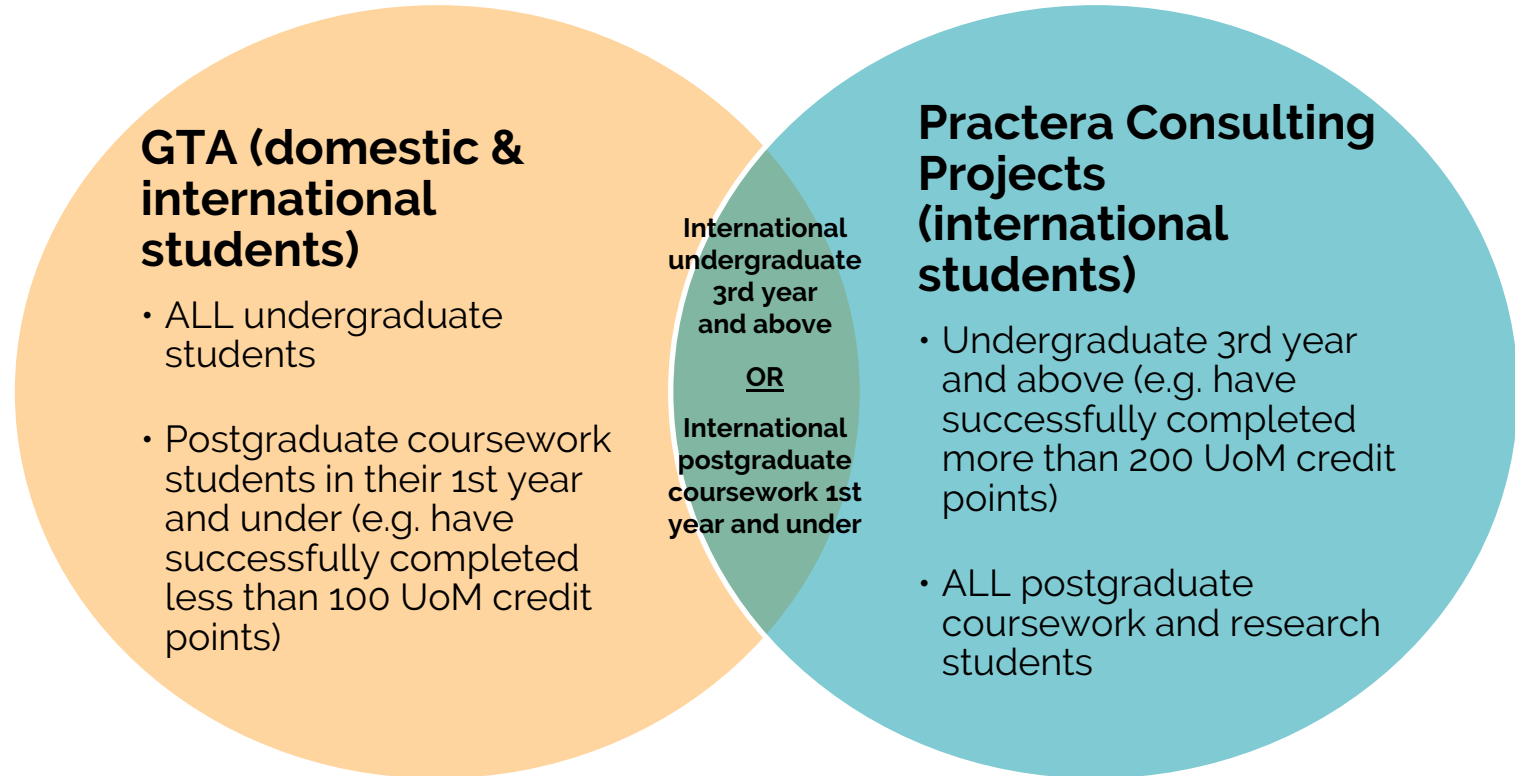 GTA (domestic &
international
students)
• ALL undergraduate
students
• Postgraduate coursework
students in their 1st year
and under (e.g. have
successfully completed
less than 100 UoM credit
points)
International
undergraduate
3rd year
and above
OR
International
postgraduate
coursework 1st
year and under
Practera Consulting
Projects
(international
students)
• Undergraduate 3rd year
and above (e.g. have
successfully completed
more than 200 UoM credit
points)
• ALL postgraduate
coursework and research
students